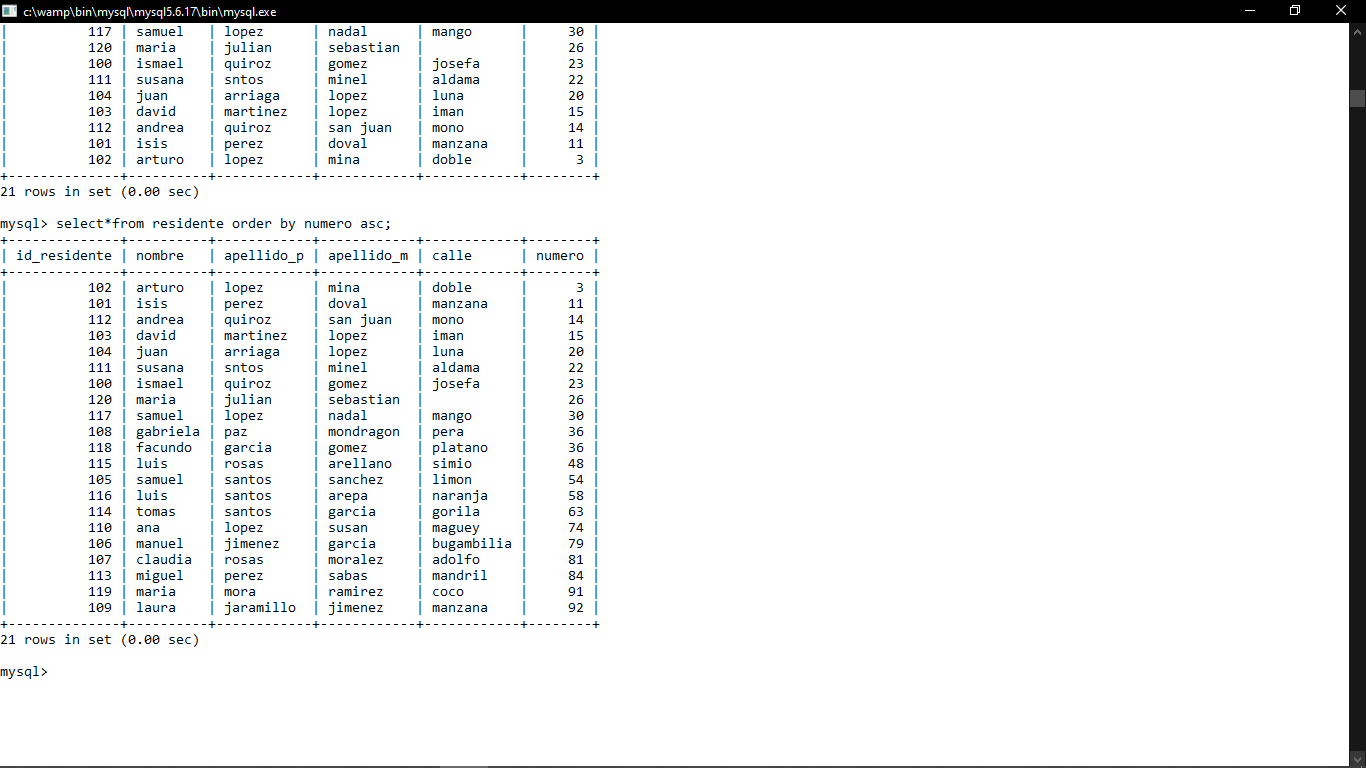 c:\wamp\bin\mysql\mysql5.6.17\bin\mysql.exe
|          117 | samuel   | lopez      | nadal      | mango      |     30 |
|          120 | maria    | julian     | sebastian  |            |     26 |
|          100 | ismael   | quiroz     | gomez      | josefa     |     23 |
|          111 | susana   | sntos      | minel      | aldama     |     22 |
|          104 | juan     | arriaga    | lopez      | luna       |     20 |
|          103 | david    | martinez   | lopez      | iman       |     15 |
|          112 | andrea   | quiroz     | san juan   | mono       |     14 |
|          101 | isis     | perez      | doval      | manzana    |     11 |
|          102 | arturo   | lopez      | mina       | doble      |      3 |
+--------------+----------+------------+------------+------------+--------+
21 rows in set (0.00 sec)
mysql> select*from residente order by numero asc;
+--------------+----------+------------+------------+------------+--------+
| id_residente | nombre   | apellido_p | apellido_m | calle      | numero |
+--------------+----------+------------+------------+------------+--------+
|          102 | arturo   | lopez      | mina       | doble      |      3 |
|          101 | isis     | perez      | doval      | manzana    |     11 |
|          112 | andrea   | quiroz     | san juan   | mono       |     14 |
|          103 | david    | martinez   | lopez      | iman       |     15 |
|          104 | juan     | arriaga    | lopez      | luna       |     20 |
|          111 | susana   | sntos      | minel      | aldama     |     22 |
|          100 | ismael   | quiroz     | gomez      | josefa     |     23 |
|          120 | maria    | julian     | sebastian  |            |     26 |
|          117 | samuel   | lopez      | nadal      | mango      |     30 |
|          108 | gabriela | paz        | mondragon  | pera       |     36 |
|          118 | facundo  | garcia     | gomez      | platano    |     36 |
|          115 | luis     | rosas      | arellano   | simio      |     48 |
|          105 | samuel   | santos     | sanchez    | limon      |     54 |
|          116 | luis     | santos     | arepa      | naranja    |     58 |
|          114 | tomas    | santos     | garcia     | gorila     |     63 |
|          110 | ana      | lopez      | susan      | maguey     |     74 |
|          106 | manuel   | jimenez    | garcia     | bugambilia |     79 |
|          107 | claudia  | rosas      | moralez    | adolfo     |     81 |
|          113 | miguel   | perez      | sabas      | mandril    |     84 |
|          119 | maria    | mora       | ramirez    | coco       |     91 |
|          109 | laura    | jaramillo  | jimenez    | manzana    |     92 |
+--------------+----------+------------+------------+------------+--------+
21 rows in set (0.00 sec)
mysql>